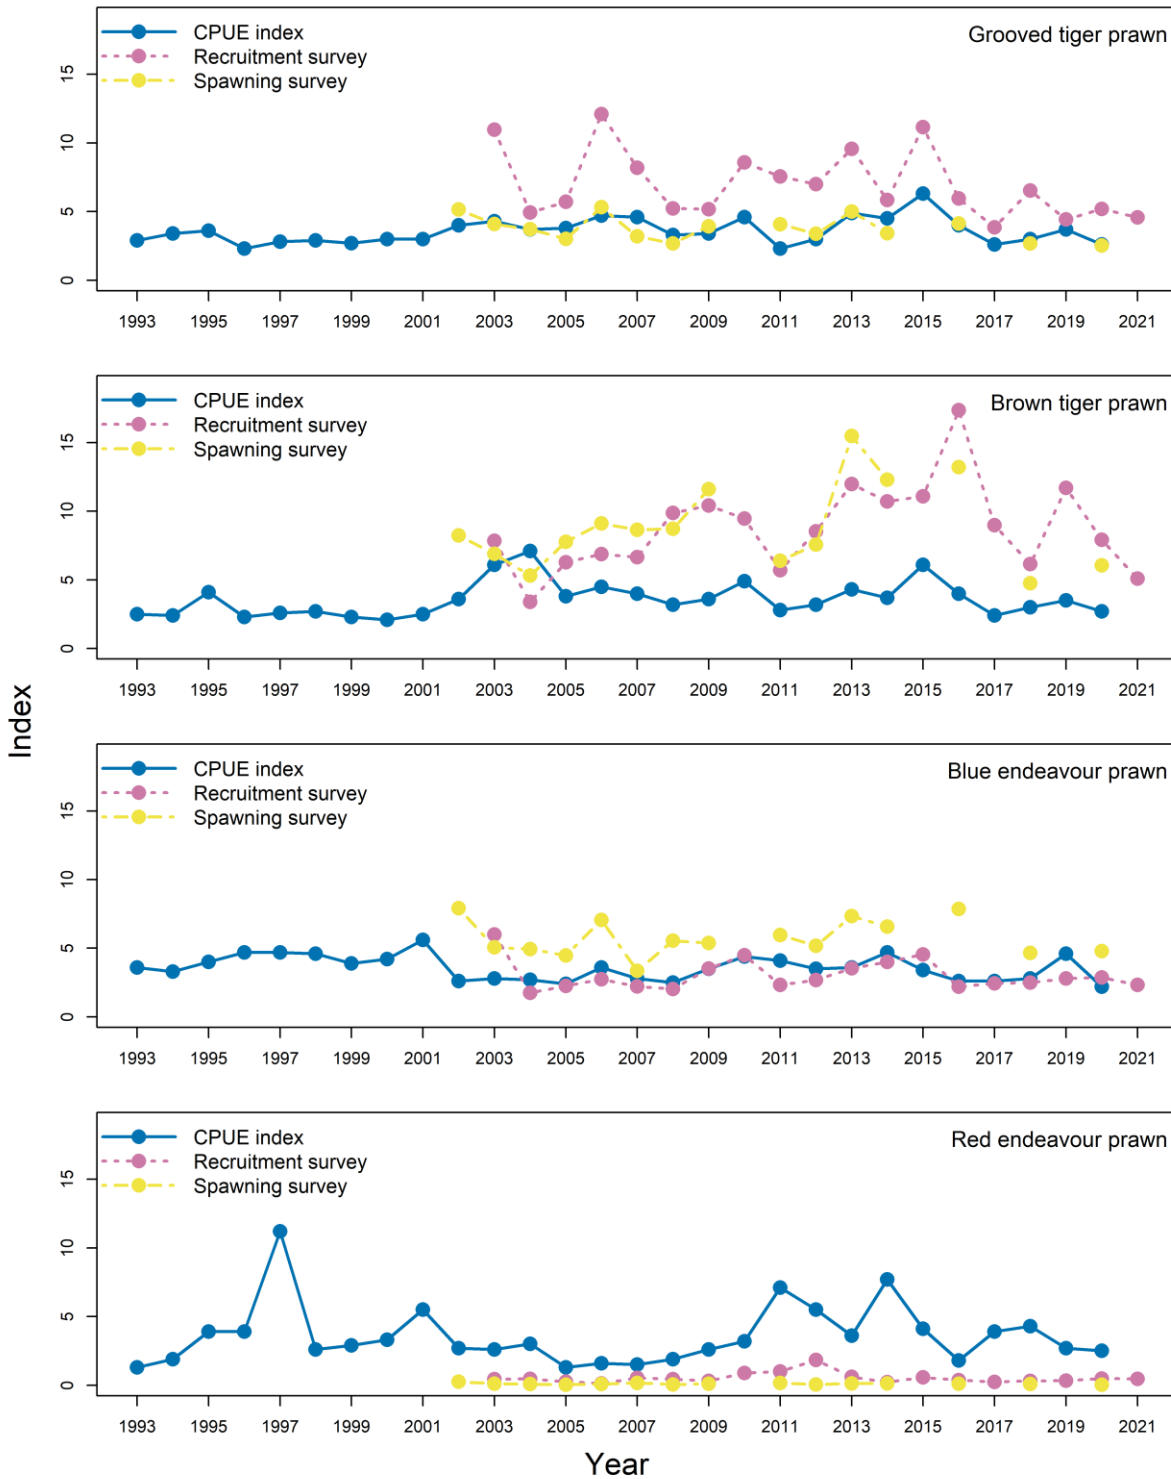 CPUE index
Grooved tiger prawn
Recruitment survey
Spawning survey
15
10
5
0
1993 1995 1997 1999 2001 2003 2005 2007 2009 2011 2013 2015 2017 2019 2021
CPUE index
Brown tiger prawn
Recruitment survey
Spawning survey
15
10
5
0
1993 1995 1997 1999 2001 2003 2005 2007 2009 2011 2013 2015 2017 2019 2021
Index
CPUE index
Blue endeavour prawn
Recruitment survey
Spawning survey
15
10
5
0
1993 1995 1997 1999 2001 2003 2005 2007 2009 2011 2013 2015 2017 2019 2021
CPUE index
Red endeavour prawn
Recruitment survey
Spawning survey
15
10
5
0
1993 1995 1997 1999 2001 2003 2005 2007 2009 2011 2013 2015 2017 2019 2021
Year